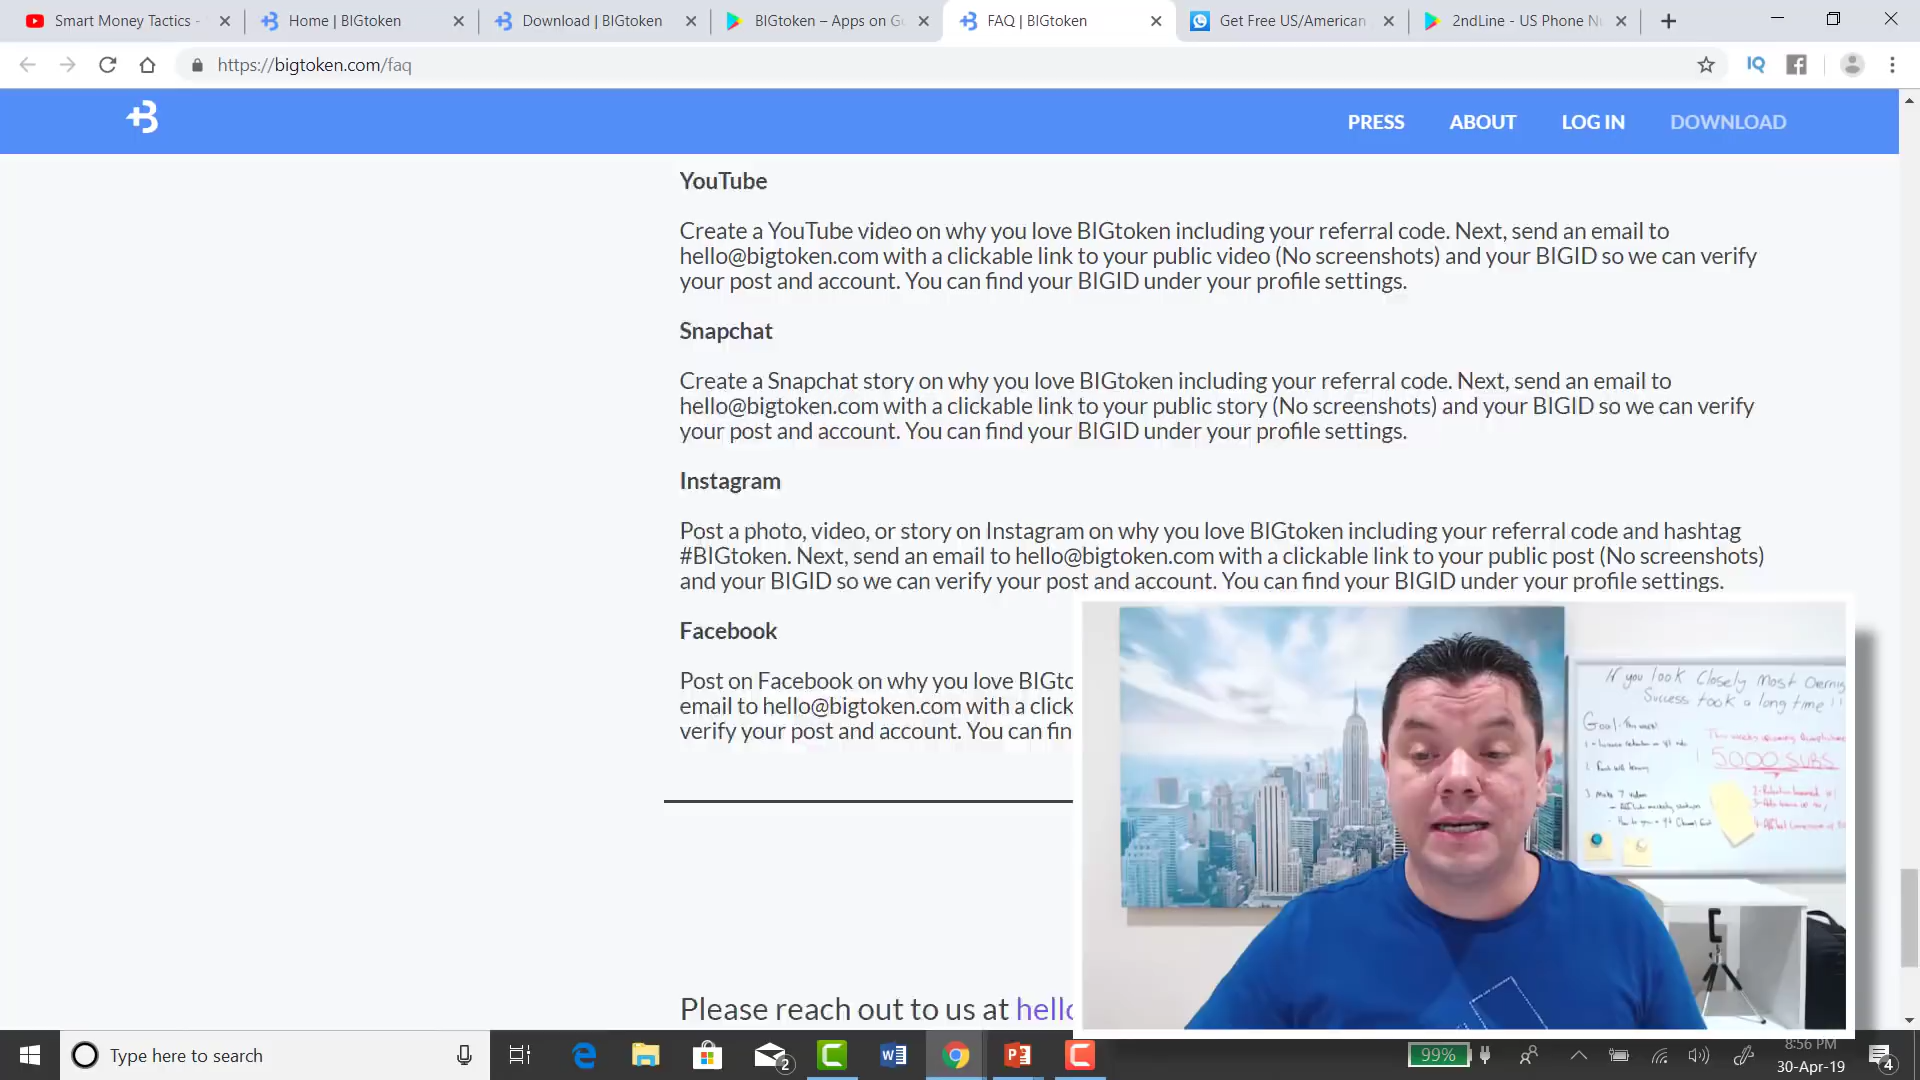 Smart Money Tactics -
Home | BIGtoken
Download | BIGtoken
BIGtoken – Apps on G
FAQ | BIGtoken
Get Free US/American
2ndLine - US Phone N
https://bigtoken.com/faq
IQ
PRESS
ABOUT
LOG IN
DOWNLOAD
YouTube
Create a YouTube video on why you love BIGtoken including your referral code. Next, send an email to
hello@bigtoken.com with a clickable link to your public video (No screenshots) and your BIGID so we can verify
your post and account. You can find your BIGID under your profile settings.
Snapchat
Create a Snapchat story on why you love BIGtoken including your referral code. Next, send an email to
hello@bigtoken.com with a clickable link to your public story (No screenshots) and your BIGID so we can verify
your post and account. You can find your BIGID under your profile settings.
Instagram
Post a photo, video, or story on Instagram on why you love BIGtoken including your referral code and hashtag
#BIGtoken. Next, send an email to hello@bigtoken.com with a clickable link to your public post (No screenshots)
and your BIGID so we can verify your post and account. You can find your BIGID under your profile settings.
Facebook
Post on Facebook on why you love BIGto
email to hello@bigtoken.com with a click
verify your post and account. You can fin
If you look Closely Most Overnig
Success took a long time !!
Goal
5000 SUBS
Please reach out to us at hello
Type here to search
2
99%
8:56 PM
30-Apr-19
4